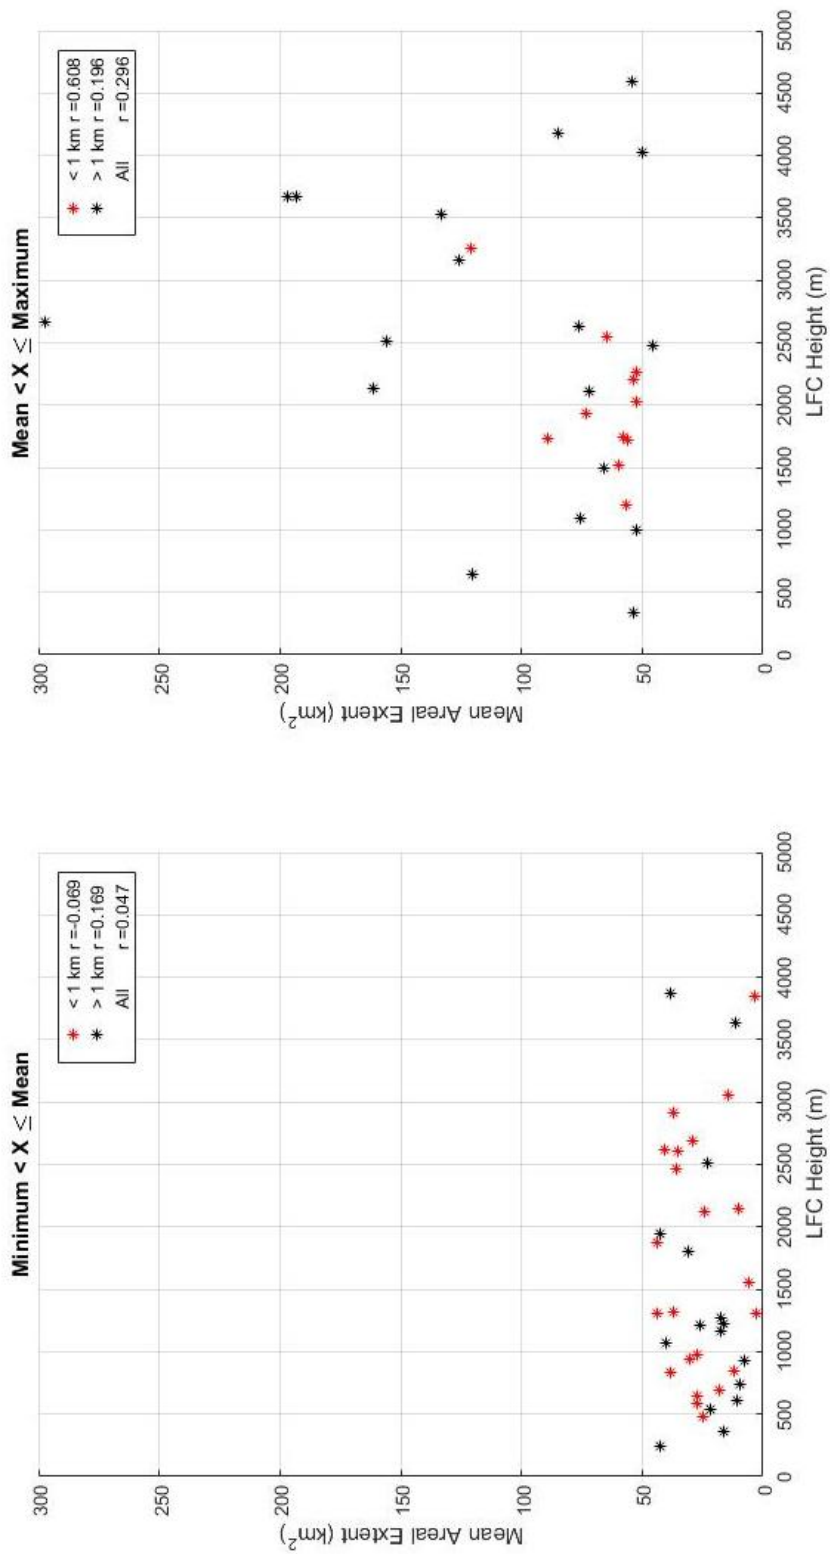 Minimum < X ≤ Mean
< 1 km r =-0.069
> 1 km r =0.169
All r =0.047
300
250
200
150
100
50
0
Mean Areal Extent (km²)
0 500 1000 1500 2000 2500 3000 3500 4000 4500 5000
LFC Height (m)
Mean < X ≤ Maximum
< 1 km r =0.608
> 1 km r =0.196
All r =0.296
300
250
200
150
100
50
0
Mean Areal Extent (km²)
0 500 1000 1500 2000 2500 3000 3500 4000 4500 5000
LFC Height (m)